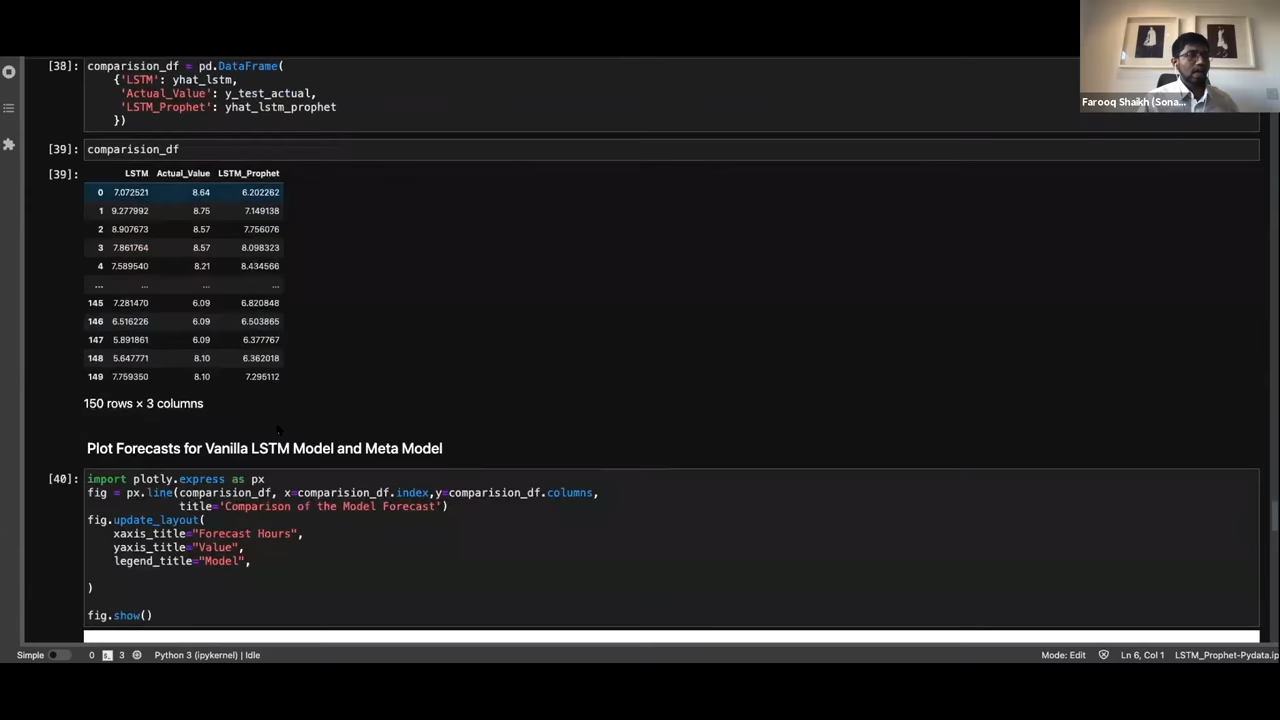 [38]: comparision_df = pd.DataFrame(
{'LSTM': yhat_lstm,
'Actual_Value': y_test_actual,
'LSTM_Prophet': yhat_lstm_prophet
})
Farooq Shaikh (Sona...
[39]: comparision_df
[39]: LSTM Actual_Value LSTM_Prophet
0 7.072521 8.64 6.202262
1 9.277992 8.75 7.149138
2 8.907673 8.57 7.756076
3 7.861764 8.57 8.098323
4 7.589540 8.21 8.434566
... ... ... ...
145 7.281470 6.09 6.820848
146 6.516226 6.09 6.503865
147 5.891861 6.09 6.377767
148 5.647771 8.10 6.362018
149 7.759350 8.10 7.295112
150 rows × 3 columns
Plot Forecasts for Vanilla LSTM Model and Meta Model
[40]: import plotly.express as px
fig = px.line(comparision_df, x=comparision_df.index,y=comparision_df.columns,
title='Comparison of the Model Forecast')
fig.update_layout(
xaxis_title="Forecast Hours",
yaxis_title="Value",
legend_title="Model",
)
fig.show()
Simple 0 3 Python 3 (ipykernel) | Idle Mode: Edit Ln 6, Col 1 LSTM_Prophet-Pydata.ip